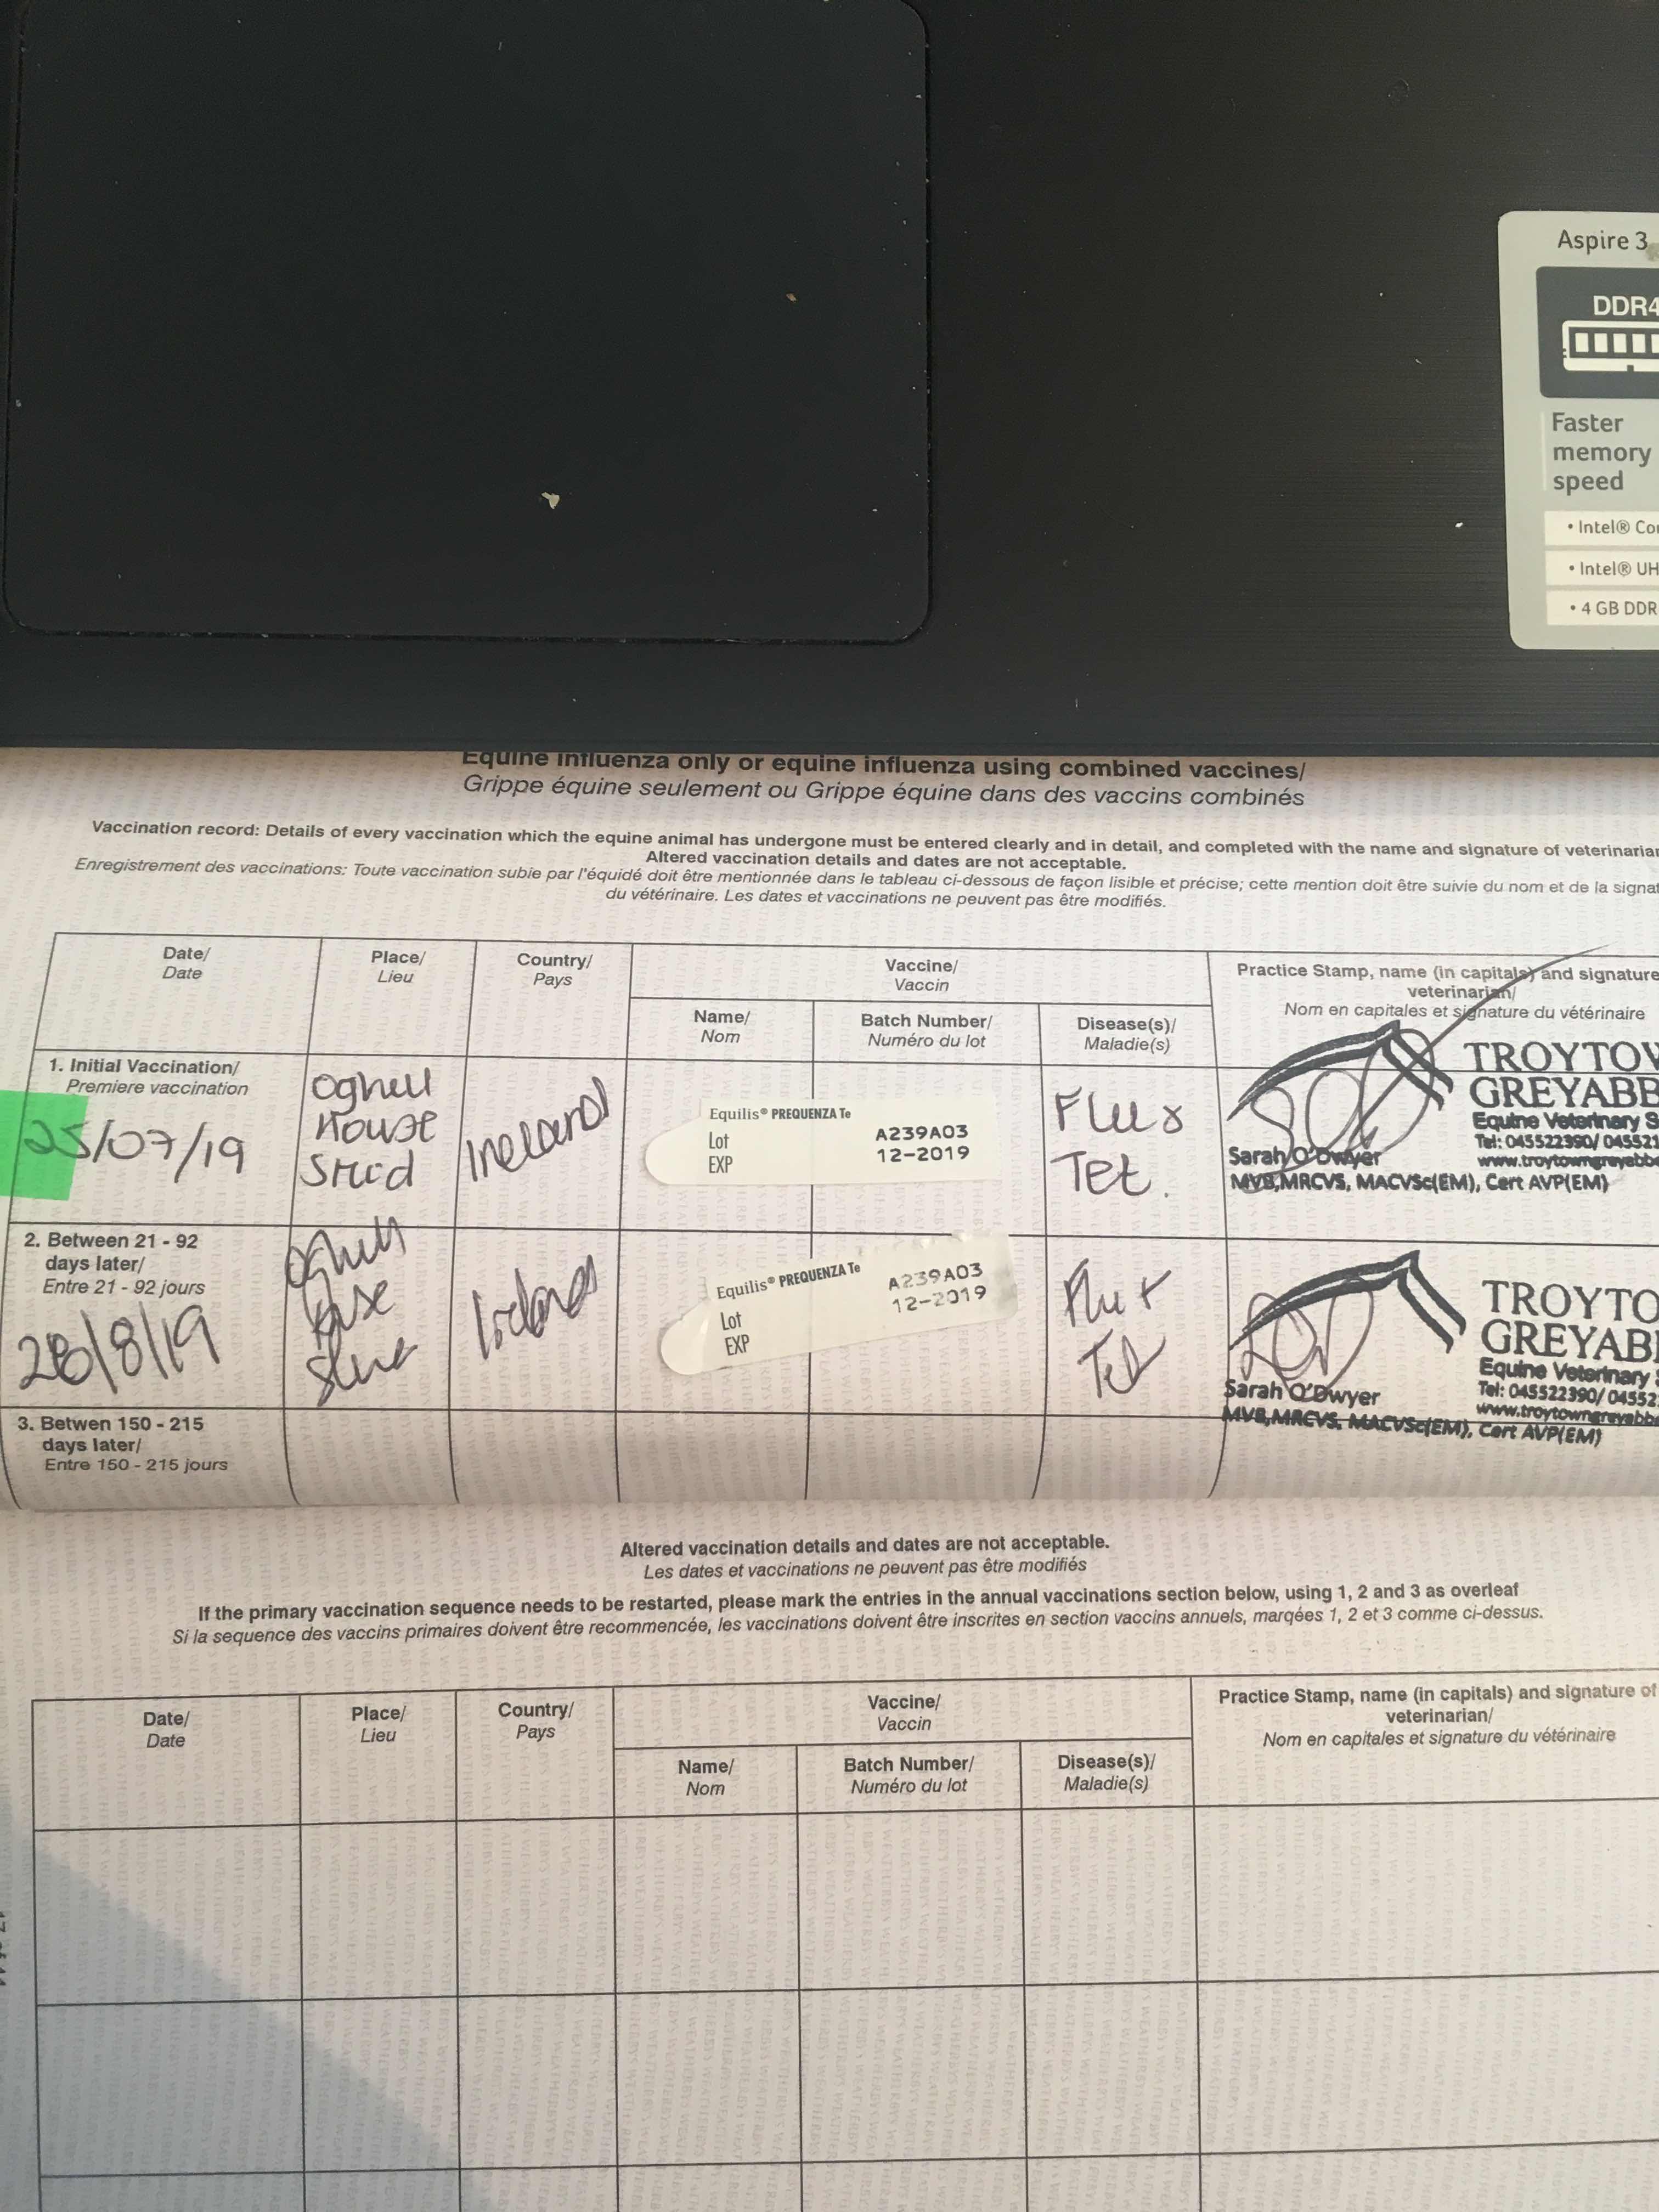 Aspire 3
DDR4
Faster
memory
speed
• Intel® Co
• Intel® UH
• 4 GB DDR
Equine influenza only or equine influenza using combined vaccines/
Grippe équine seulement ou Grippe équine dans des vaccins combinés
Vaccination record: Details of every vaccination which the equine animal has undergone must be entered clearly and in detail, and completed with the name and signature of veterinarian
Altered vaccination details and dates are not acceptable.
Enregistrement des vaccinations: Toute vaccination subie par l'équidé doit être mentionnée dans le tableau ci-dessous de façon lisible et précise; cette mention doit être suivie du nom et de la signat
du vétérinaire. Les dates et vaccinations ne peuvent pas être modifiés.
Date/ Place/ Country/ Vaccine/ Practice Stamp, name (in capitals) and signature
Date Lieu Pays Vaccin veterinarian/
Nom en capitales et signature du vétérinaire
Name/ Batch Number/ Disease(s)/
Nom Numéro du lot Maladie(s)
1. Initial Vaccination/
Premiere vaccination
25/07/19
Oghill
House
Stud
Ireland
Equilis® PREQUENZA Te
Lot A239A03
EXP 12-2019
Flu &
Tet.
TROYTOW
GREYABB
Equine Veterinary S
Tel: 045522390/ 04552
www.troytowngreyabbe
Sarah O'Dwyer
MVB,MRCVS, MACVSc(EM), Cert AVP(EM)
2. Between 21 - 92
days later/
Entre 21 - 92 jours
28/8/19
Oghill
House
Stud
Ireland
Equilis® PREQUENZA Te
Lot A239A03
EXP 12-2019
Flu +
Tet
TROYTO
GREYAB
Equine Veterinary
Tel: 045522390/ 04552
www.troytowngreyabb
Sarah O'Dwyer
MVB,MRCVS, MACVSc(EM), Cert AVP(EM)
3. Betwen 150 - 215
days later/
Entre 150 - 215 jours
Altered vaccination details and dates are not acceptable.
Les dates et vaccinations ne peuvent pas être modifiés
If the primary vaccination sequence needs to be restarted, please mark the entries in the annual vaccinations section below, using 1, 2 and 3 as overleaf
Si la sequence des vaccins primaires doivent être recommencée, les vaccinations doivent être inscrites en section vaccins annuels, marqées 1, 2 et 3 comme ci-dessus.
Date/ Place/ Country/ Vaccine/ Practice Stamp, name (in capitals) and signature of
Date Lieu Pays Vaccin veterinarian/
Nom en capitales et signature du vétérinaire
Name/ Batch Number/ Disease(s)/
Nom Numéro du lot Maladie(s)